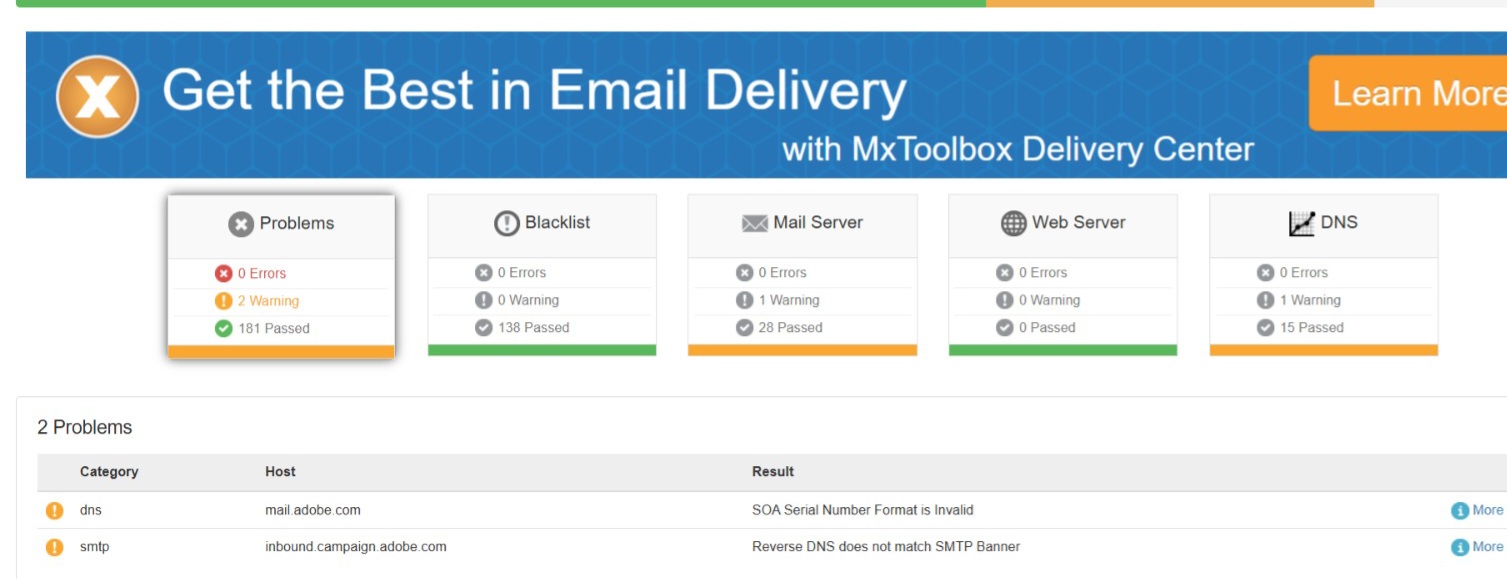 Get the Best in Email Delivery
Learn More
with MxToolbox Delivery Center
Problems
0 Errors
2 Warning
181 Passed
Blacklist
0 Errors
0 Warning
138 Passed
Mail Server
0 Errors
1 Warning
28 Passed
Web Server
0 Errors
0 Warning
0 Passed
DNS
0 Errors
1 Warning
15 Passed
2 Problems
Category Host Result
dns mail.adobe.com SOA Serial Number Format is Invalid More
smtp inbound.campaign.adobe.com Reverse DNS does not match SMTP Banner More